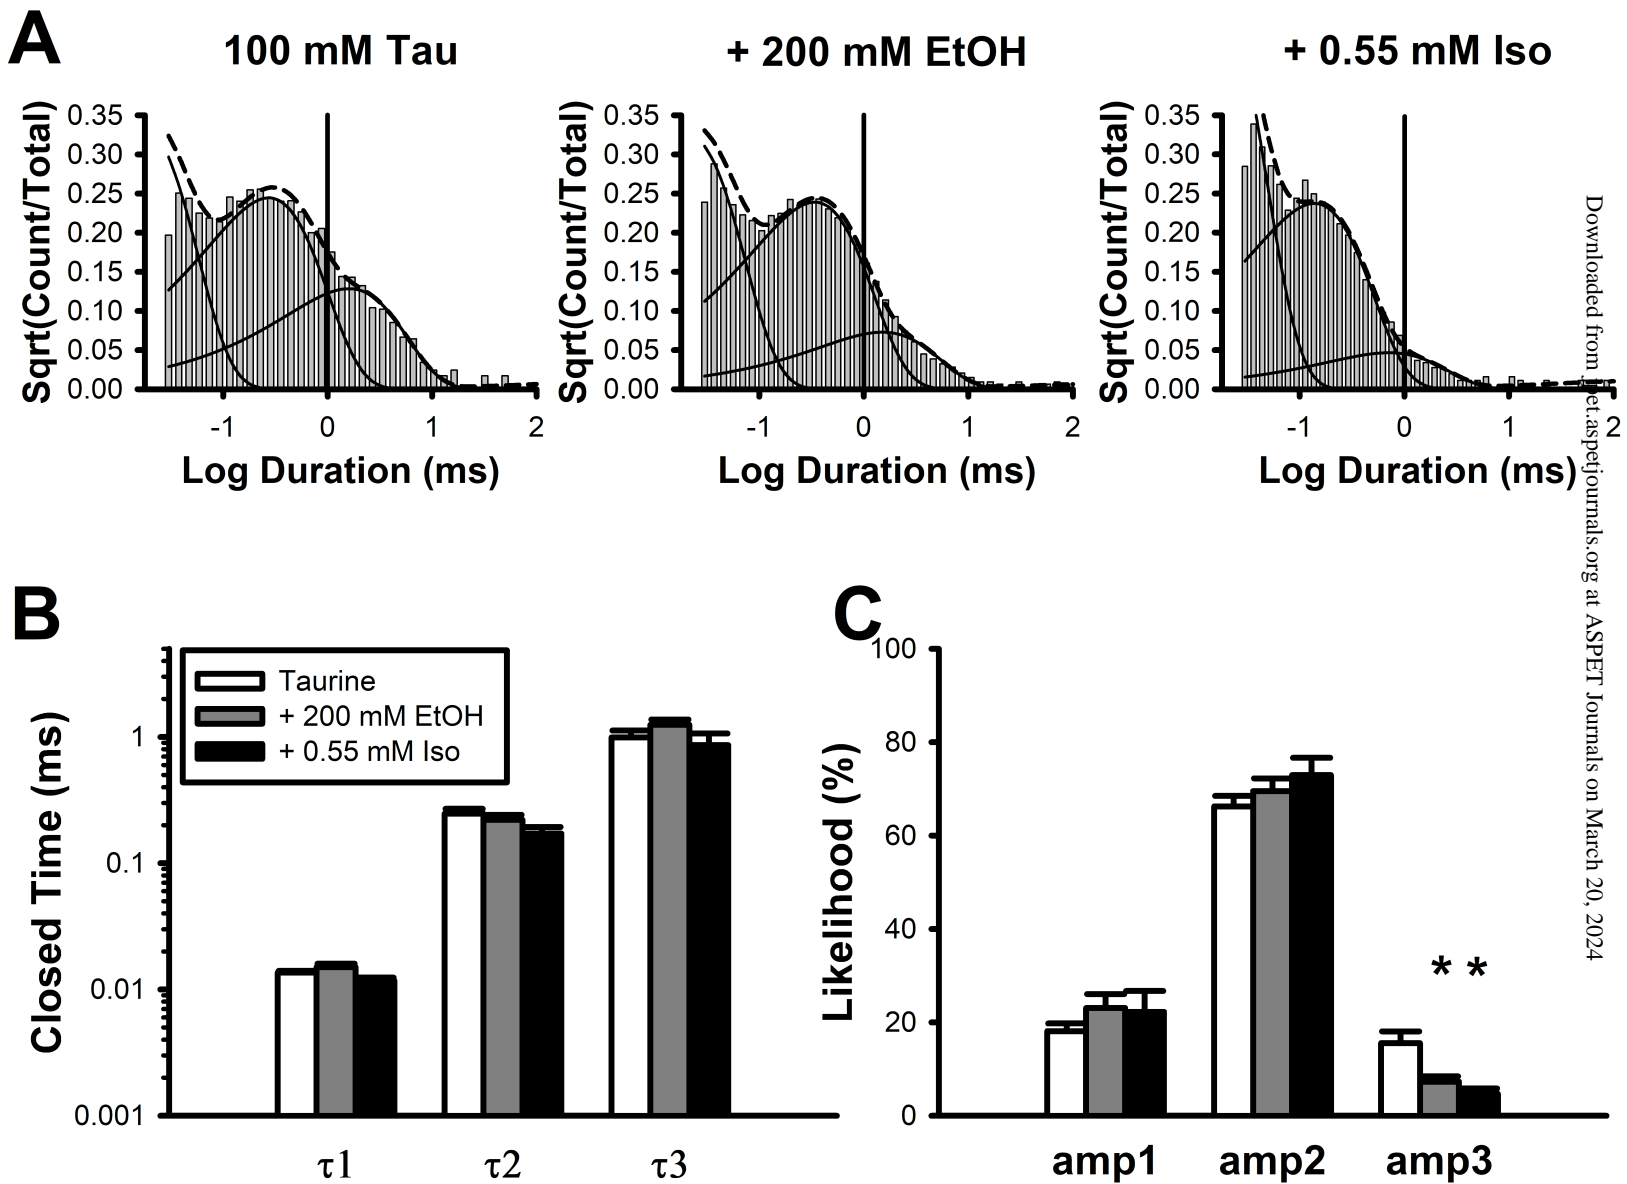 A
100 mM Tau
+ 200 mM EtOH
+ 0.55 mM Iso
Sqrt(Count/Total)
0.35
0.30
0.25
0.20
0.15
0.10
0.05
0.00
-1 0 1 2
Log Duration (ms)
Sqrt(Count/Total)
0.35
0.30
0.25
0.20
0.15
0.10
0.05
0.00
-1 0 1 2
Log Duration (ms)
Sqrt(Count/Total)
0.35
0.30
0.25
0.20
0.15
0.10
0.05
0.00
-1 0 1 2
Log Duration (ms)
B
Closed Time (ms)
1
0.1
0.01
0.001
Taurine
+ 200 mM EtOH
+ 0.55 mM Iso
τ1 τ2 τ3
C
Likelihood (%)
100
80
60
40
20
0
* *
amp1 amp2 amp3
Downloaded from jpet.aspetjournals.org at ASPET Journals on March 20, 2024